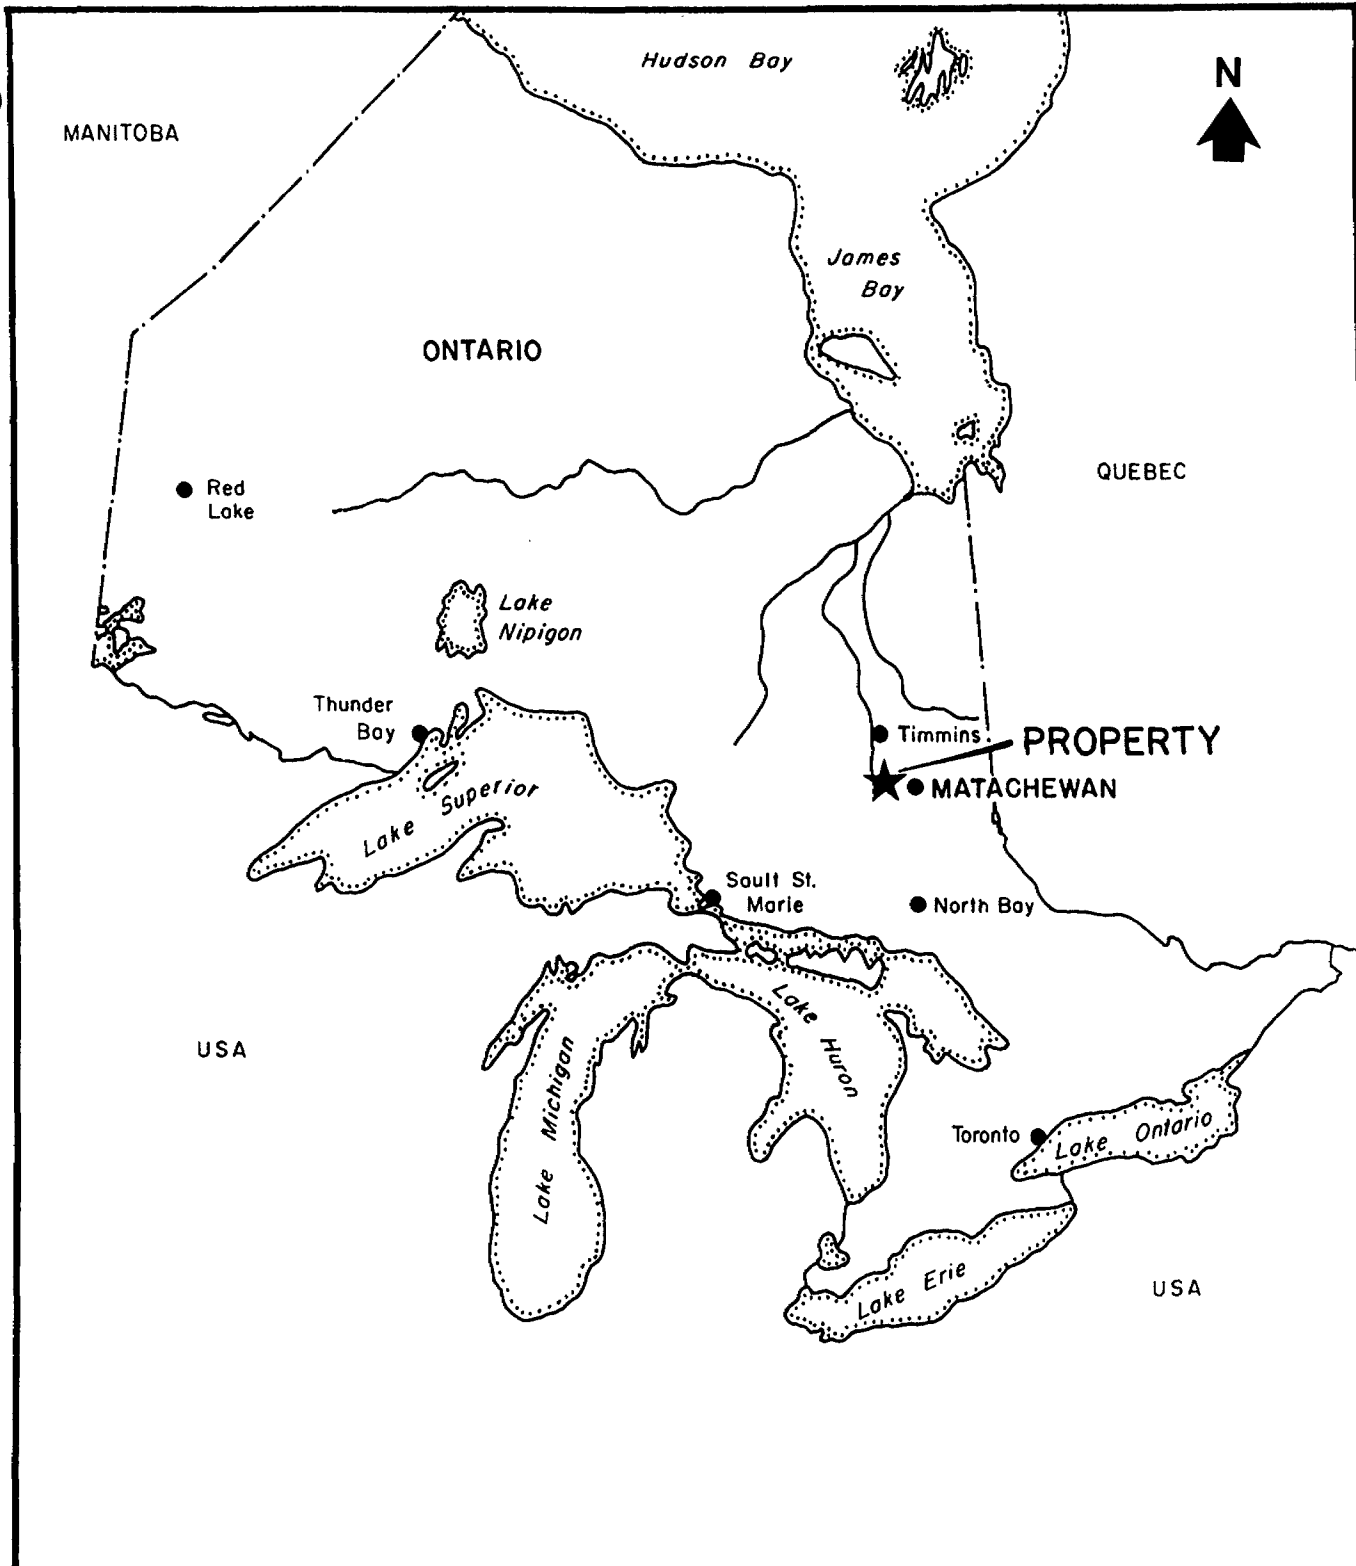 Hudson Bay
N
MANITOBA
James
Bay
ONTARIO
QUEBEC
Red
Lake
Lake
Nipigon
Thunder
Bay
Timmins
PROPERTY
MATACHEWAN
Lake Superior
Sault St.
Marie
North Bay
Lake Huron
USA
Lake Michigan
Toronto
Lake Ontario
Lake Erie
USA